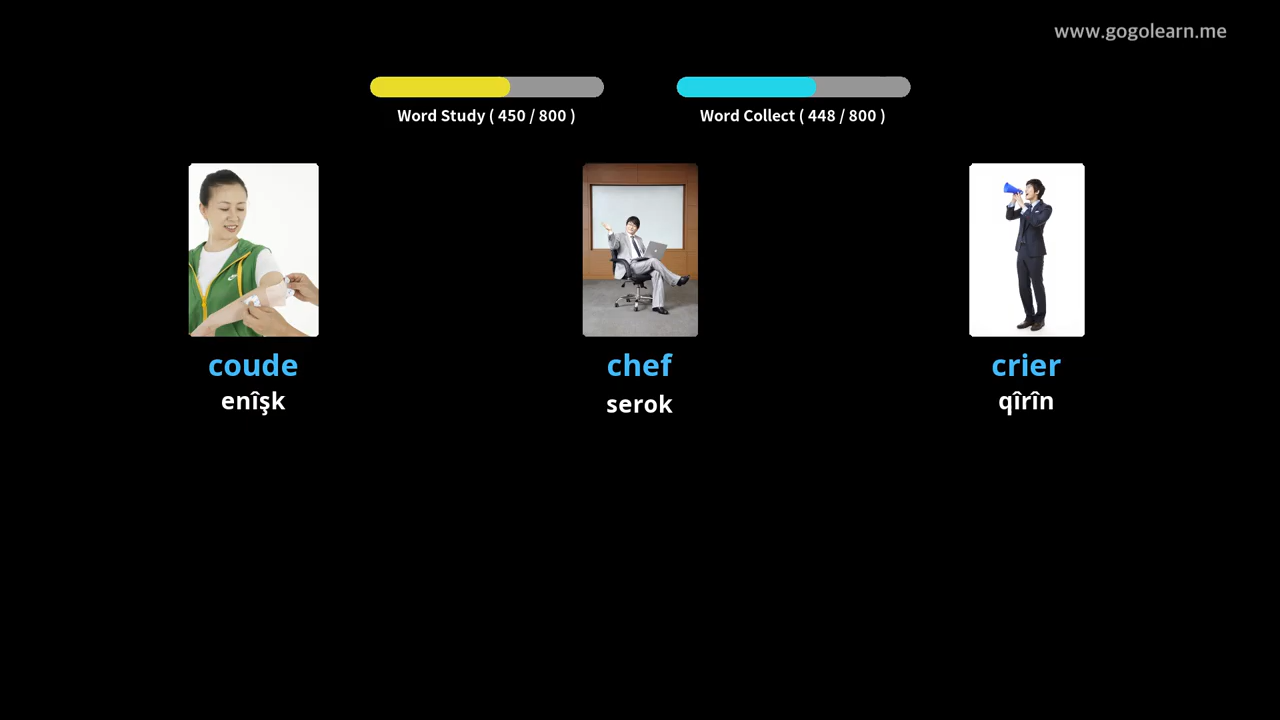 www.gogolearn.me
Word Study ( 450 / 800 )
Word Collect ( 448 / 800 )
coude
enîşk
chef
serok
crier
qîrîn